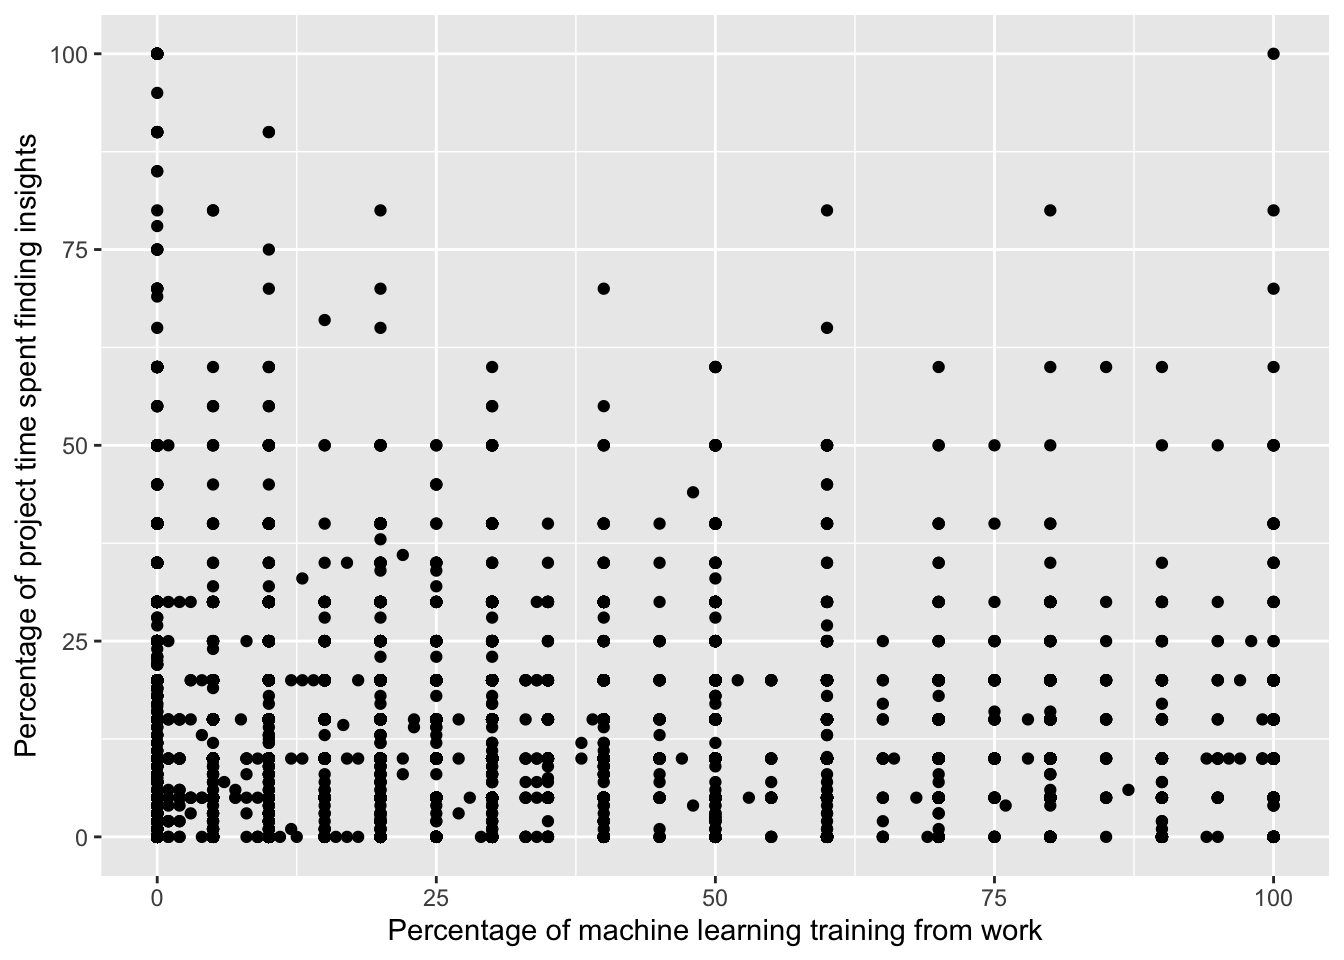 Percentage of project time spent finding insights
100
75
50
25
0
0 25 50 75 100
Percentage of machine learning training from work